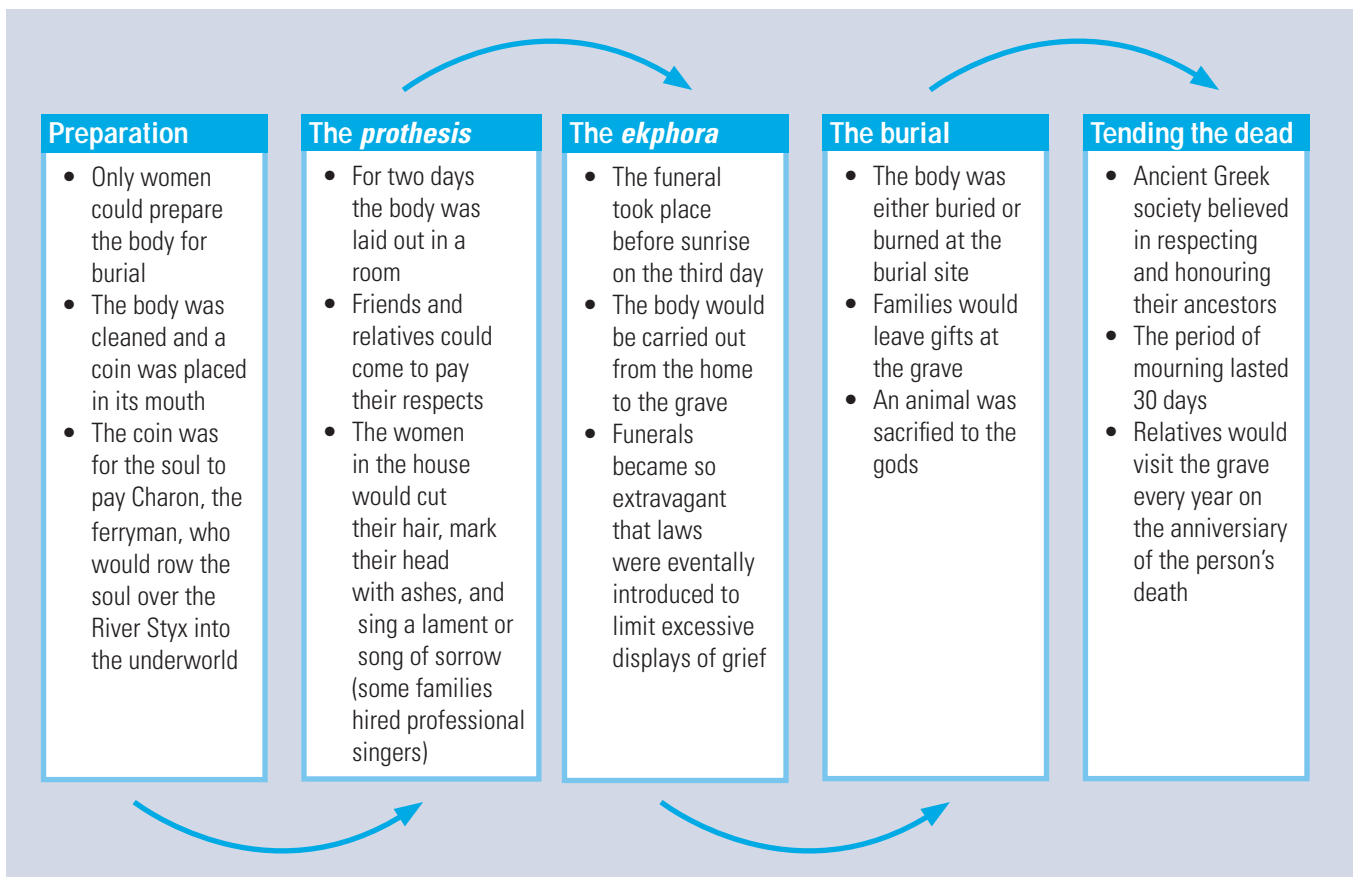 Preparation
• Only women
could prepare
the body for
burial
• The body was
cleaned and a
coin was placed
in its mouth
• The coin was
for the soul to
pay Charon, the
ferryman, who
would row the
soul over the
River Styx into
the underworld
The prothesis
• For two days
the body was
laid out in a
room
• Friends and
relatives could
come to pay
their respects
• The women
in the house
would cut
their hair, mark
their head
with ashes, and
sing a lament or
song of sorrow
(some families
hired professional
singers)
The ekphora
• The funeral
took place
before sunrise
on the third day
• The body would
be carried out
from the home
to the grave
• Funerals
became so
extravagant
that laws
were eventally
introduced to
limit excessive
displays of grief
The burial
• The body was
either buried or
burned at the
burial site
• Families would
leave gifts at
the grave
• An animal was
sacrified to the
gods
Tending the dead
• Ancient Greek
society believed
in respecting
and honouring
their ancestors
• The period of
mourning lasted
30 days
• Relatives would
visit the grave
every year on
the anniversiary
of the person's
death